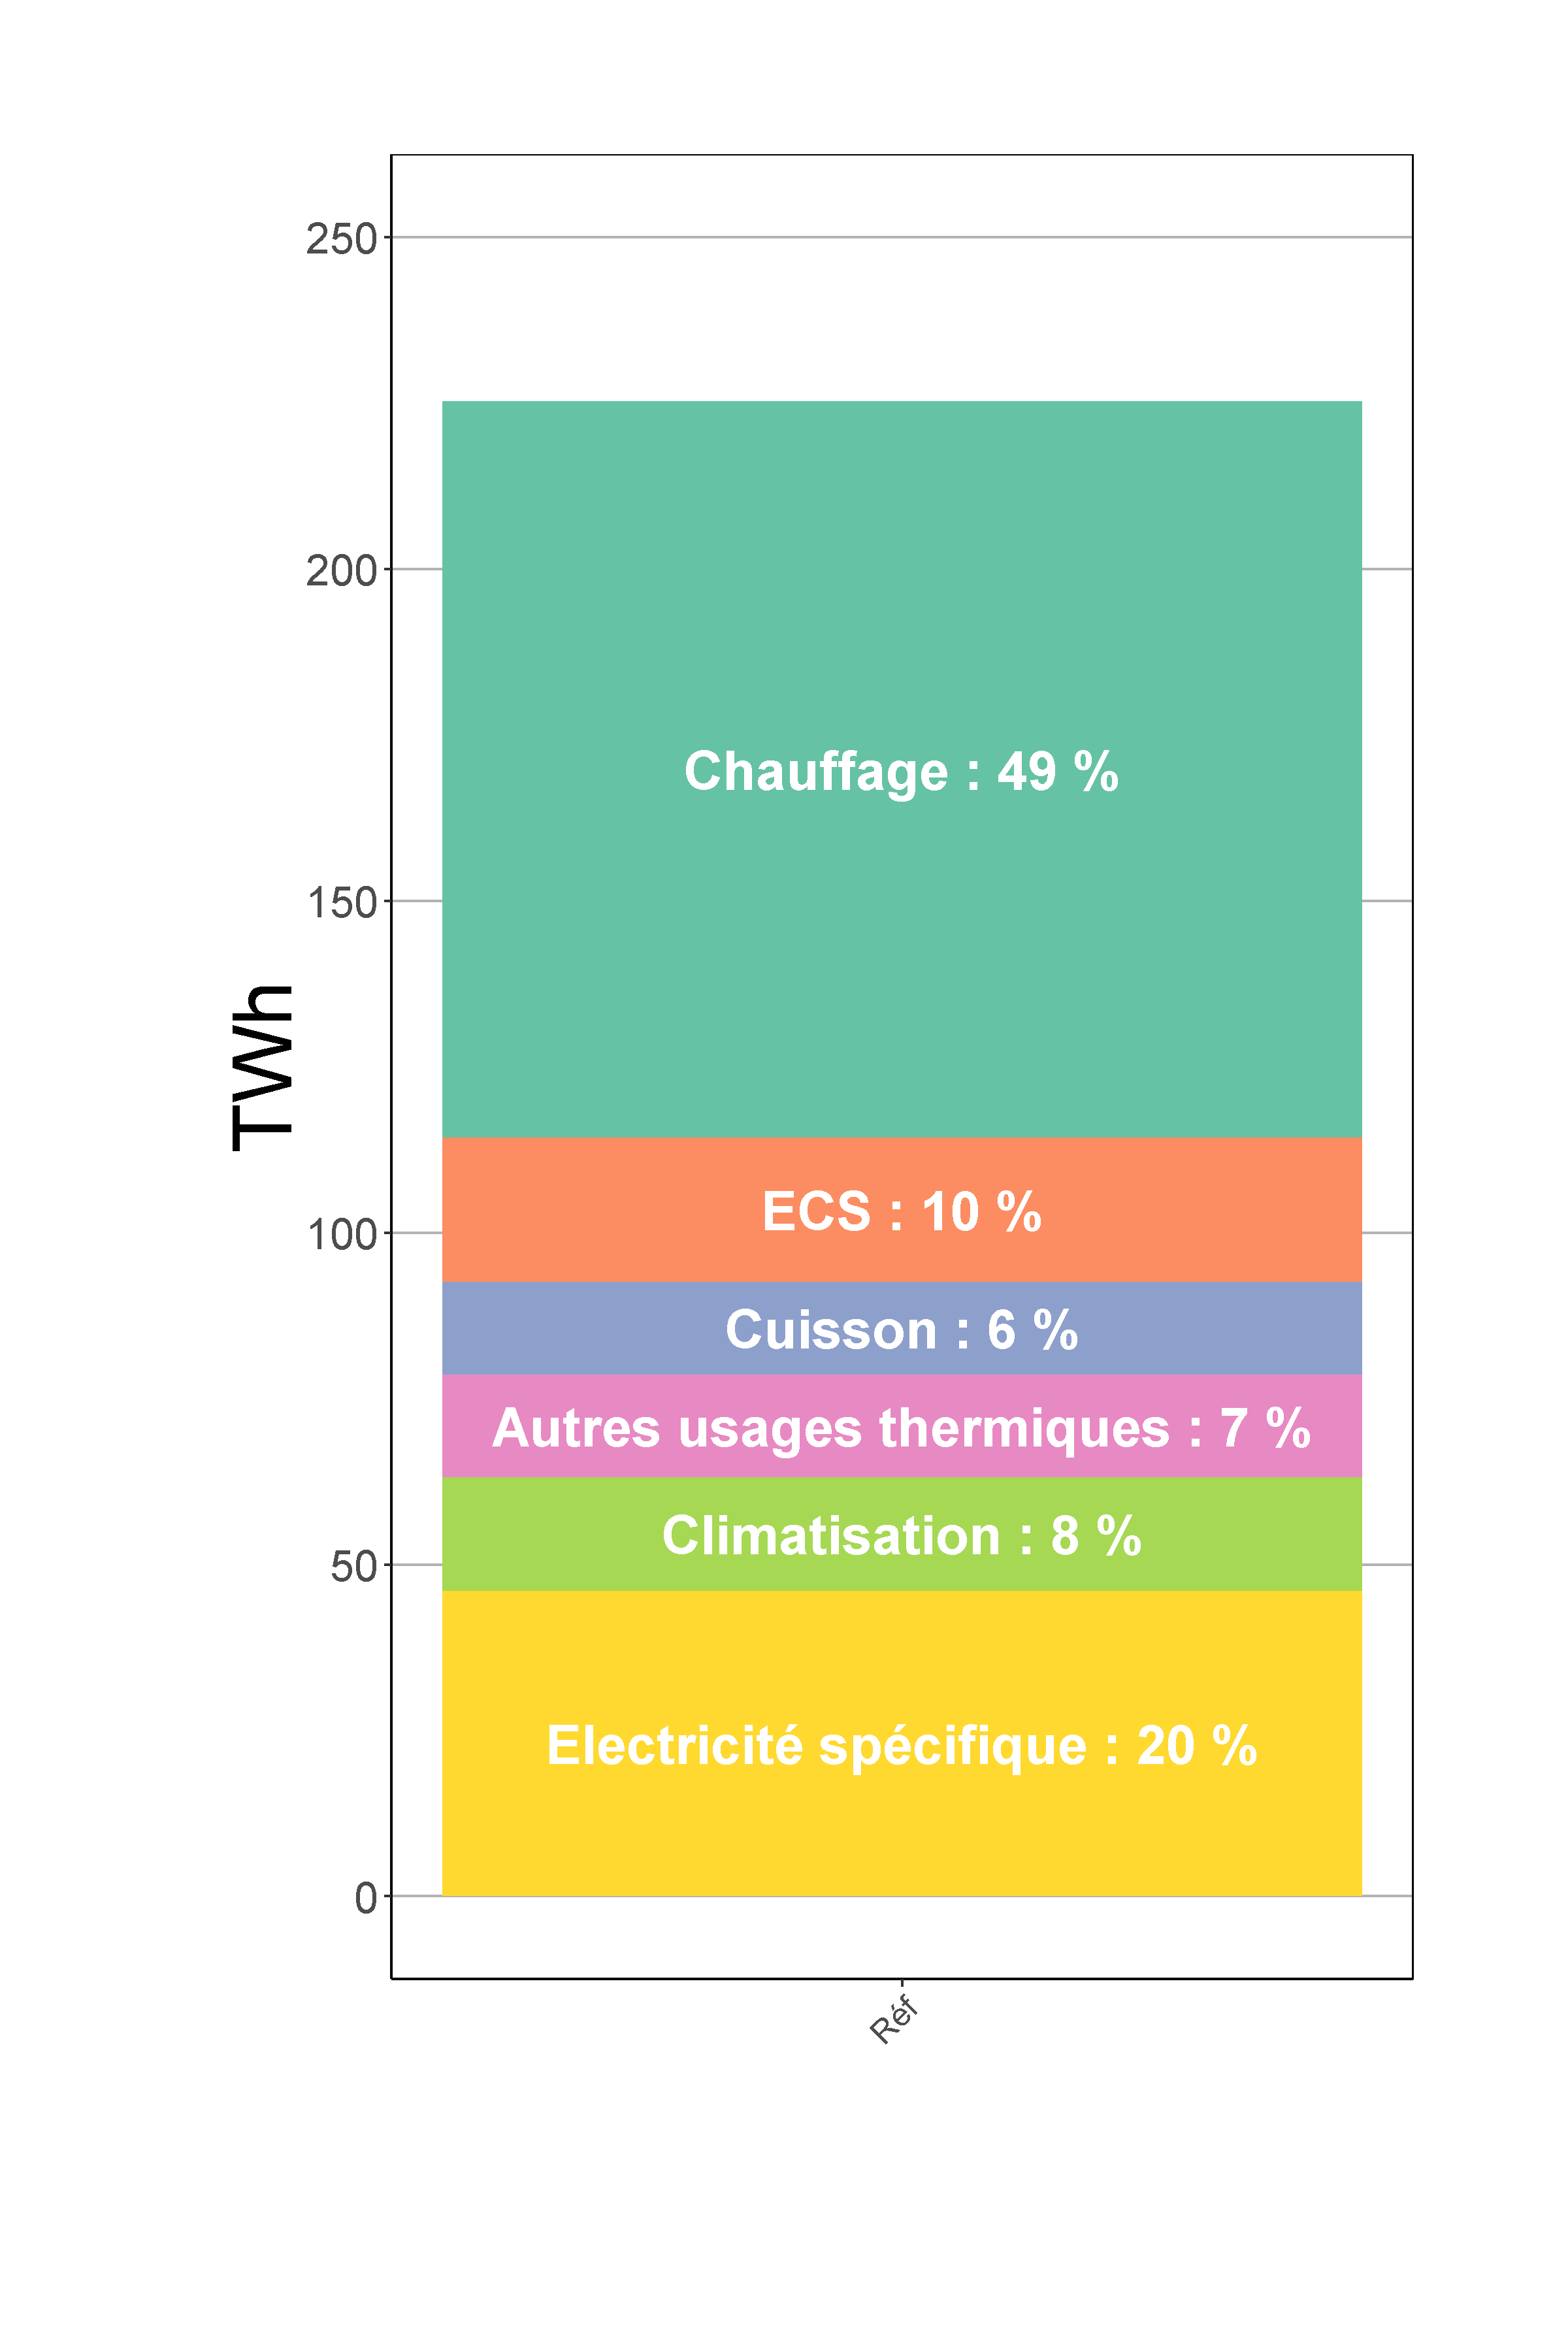 250
200
150
100
50
0
TWh
Chauffage : 49 %
ECS : 10 %
Cuisson : 6 %
Autres usages thermiques : 7 %
Climatisation : 8 %
Electricité spécifique : 20 %
Réf